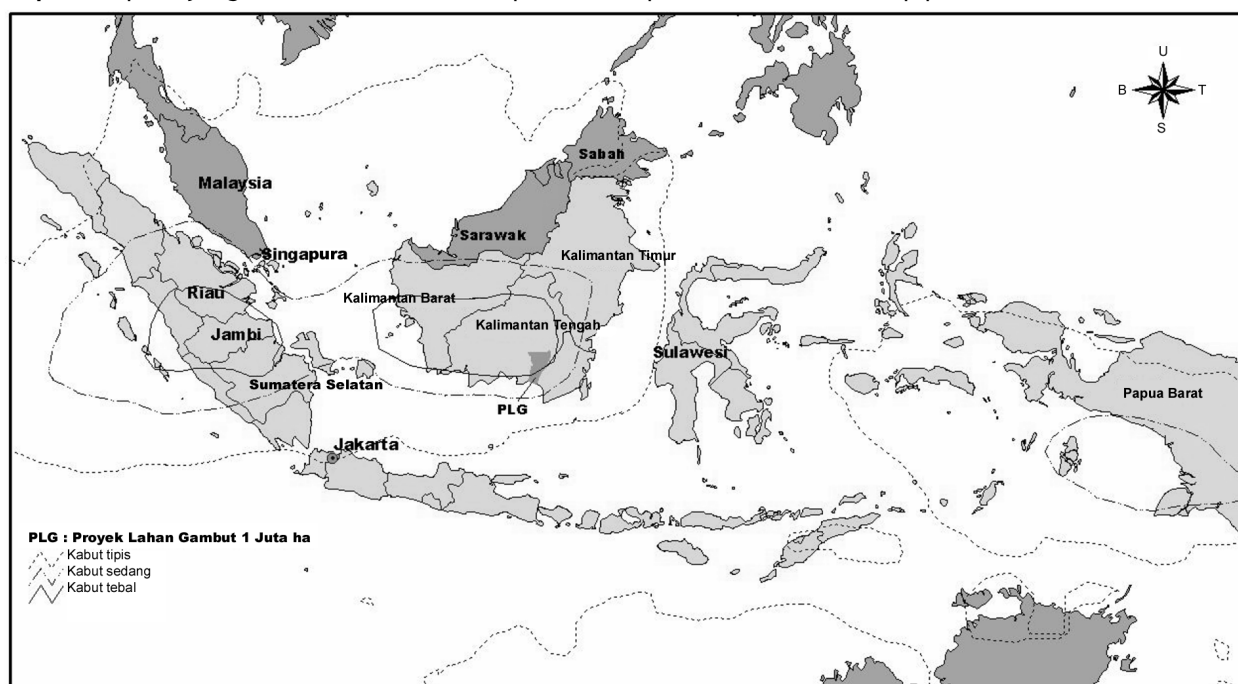 U
B
T
S
Sabah
Malaysia
Sarawak
Singapura
Kalimantan Timur
Riau
Kalimantan Barat
Jambi
Kalimantan Tengah
Sulawesi
Sumatera Selatan
Papua Barat
PLG
Jakarta
PLG : Proyek Lahan Gambut 1 Juta ha
Kabut tipis
Kabut sedang
Kabut tebal